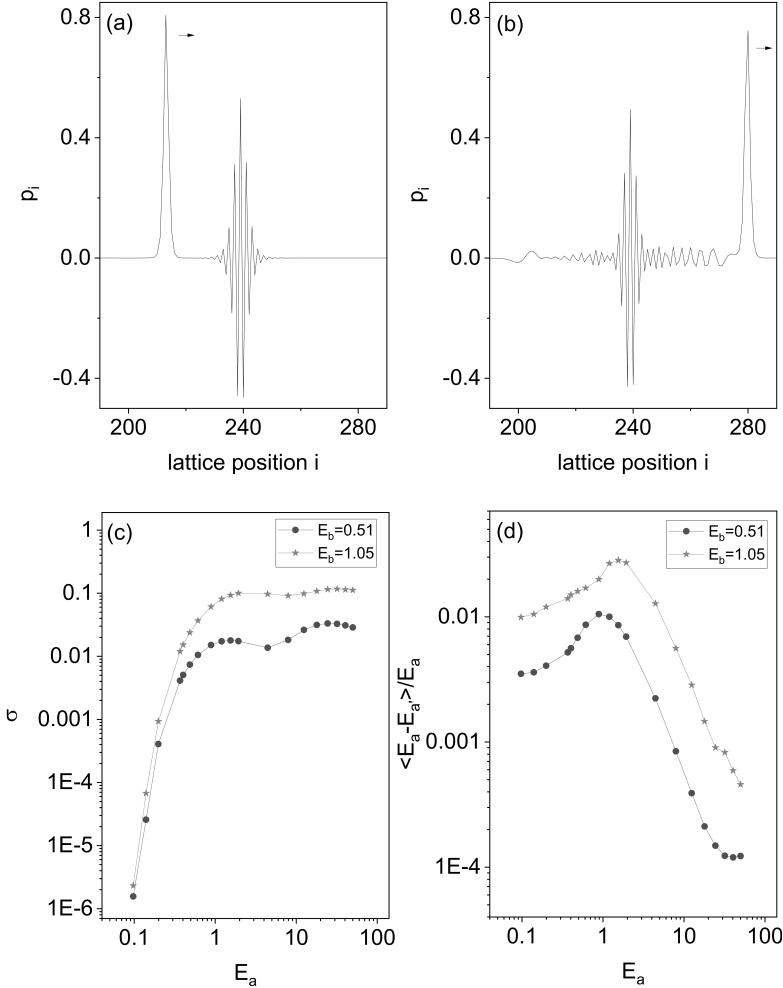 (a)
0.8
0.4
0.0
-0.4
p_i
200 240 280
lattice position i
(b)
0.8
0.4
0.0
-0.4
p_i
200 240 280
lattice position i
(c)
E_b=0.51
E_b=1.05
1
0.1
0.01
0.001
1E-4
1E-5
1E-6
σ
0.1 1 10 100
E_a
(d)
E_b=0.51
E_b=1.05
0.01
0.001
1E-4
<E_a-E_a'>/E_a
0.1 1 10 100
E_a